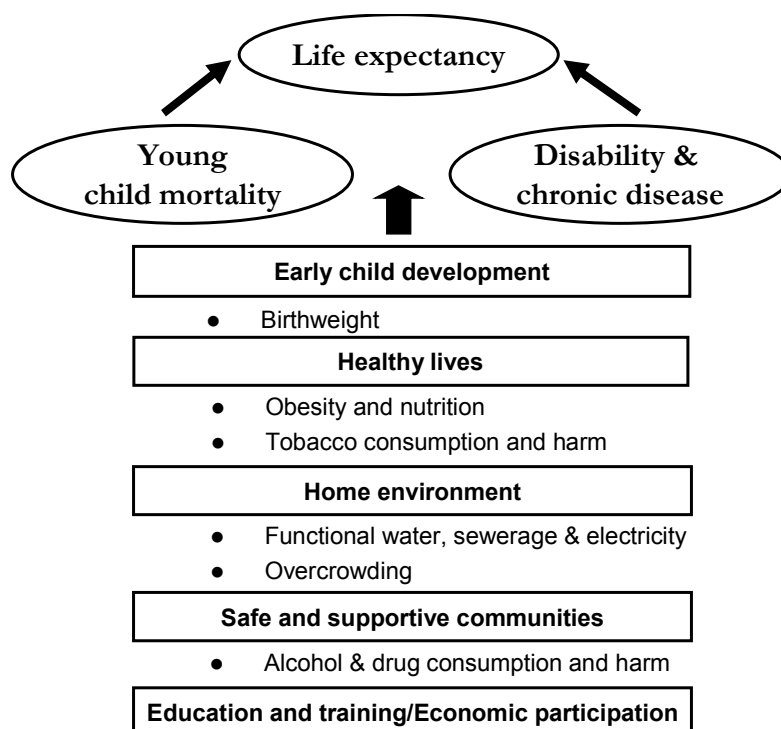 Life expectancy
Young
child mortality
Disability &
chronic disease
Early child development
● Birthweight
Healthy lives
● Obesity and nutrition
● Tobacco consumption and harm
Home environment
● Functional water, sewerage & electricity
● Overcrowding
Safe and supportive communities
● Alcohol & drug consumption and harm
Education and training/Economic participation